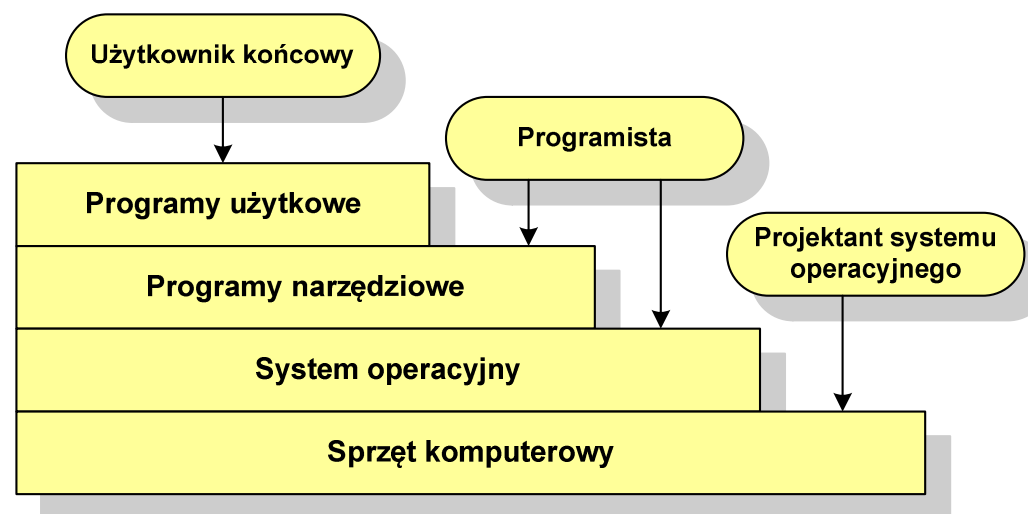 Użytkownik końcowy
Programista
Programy użytkowe
Projektant systemu
operacyjnego
Programy narzędziowe
System operacyjny
Sprzęt komputerowy